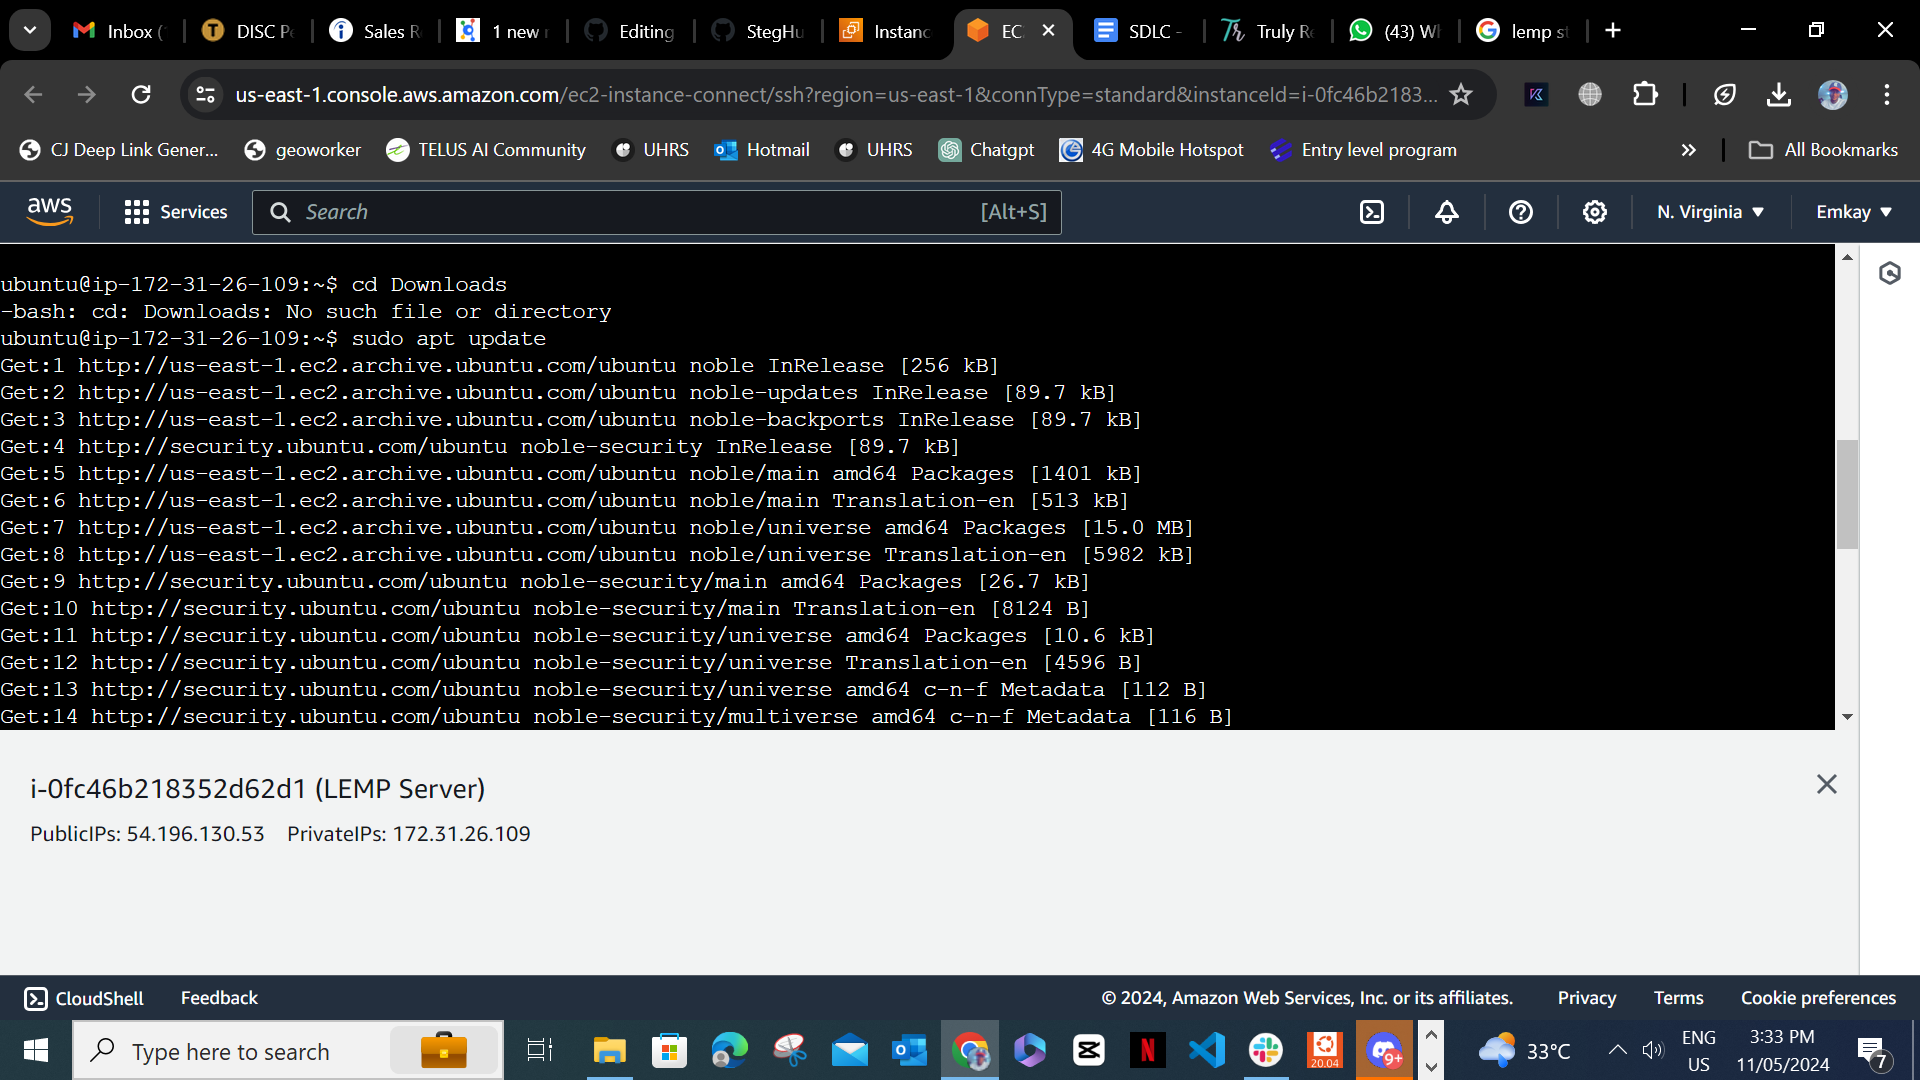 Inbox (
DISC P
Sales R
1 new
Editing
StegHu
Instanc
EC
SDLC -
Truly Re
(43) W
lemp st
us-east-1.console.aws.amazon.com/ec2-instance-connect/ssh?region=us-east-1&connType=standard&instanceId=i-0fc46b2183...
CJ Deep Link Gener...
geoworker
TELUS AI Community
UHRS
Hotmail
UHRS
Chatgpt
4G Mobile Hotspot
Entry level program
All Bookmarks
aws
Services
Search
[Alt+S]
N. Virginia
Emkay
ubuntu@ip-172-31-26-109:~$ cd Downloads
-bash: cd: Downloads: No such file or directory
ubuntu@ip-172-31-26-109:~$ sudo apt update
Get:1 http://us-east-1.ec2.archive.ubuntu.com/ubuntu noble InRelease [256 kB]
Get:2 http://us-east-1.ec2.archive.ubuntu.com/ubuntu noble-updates InRelease [89.7 kB]
Get:3 http://us-east-1.ec2.archive.ubuntu.com/ubuntu noble-backports InRelease [89.7 kB]
Get:4 http://security.ubuntu.com/ubuntu noble-security InRelease [89.7 kB]
Get:5 http://us-east-1.ec2.archive.ubuntu.com/ubuntu noble/main amd64 Packages [1401 kB]
Get:6 http://us-east-1.ec2.archive.ubuntu.com/ubuntu noble/main Translation-en [513 kB]
Get:7 http://us-east-1.ec2.archive.ubuntu.com/ubuntu noble/universe amd64 Packages [15.0 MB]
Get:8 http://us-east-1.ec2.archive.ubuntu.com/ubuntu noble/universe Translation-en [5982 kB]
Get:9 http://security.ubuntu.com/ubuntu noble-security/main amd64 Packages [26.7 kB]
Get:10 http://security.ubuntu.com/ubuntu noble-security/main Translation-en [8124 B]
Get:11 http://security.ubuntu.com/ubuntu noble-security/universe amd64 Packages [10.6 kB]
Get:12 http://security.ubuntu.com/ubuntu noble-security/universe Translation-en [4596 B]
Get:13 http://security.ubuntu.com/ubuntu noble-security/universe amd64 c-n-f Metadata [112 B]
Get:14 http://security.ubuntu.com/ubuntu noble-security/multiverse amd64 c-n-f Metadata [116 B]
i-0fc46b218352d62d1 (LEMP Server)
PublicIPs: 54.196.130.53 PrivateIPs: 172.31.26.109
CloudShell
Feedback
© 2024, Amazon Web Services, Inc. or its affiliates.
Privacy
Terms
Cookie preferences
Type here to search
20.04
9+
33°C
ENG
US
3:33 PM
11/05/2024
7